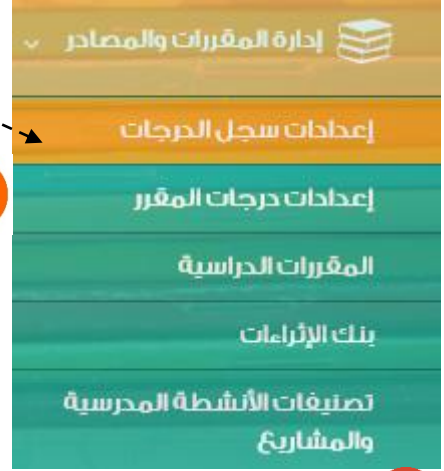 إدارة المقررات والمصادر
إعدادات سجل الدرجات
إعدادات درجات المقرر
المقررات الدراسية
بنك الإثراءات
تصنيفات الأنشطة المدرسية
والمشاريع